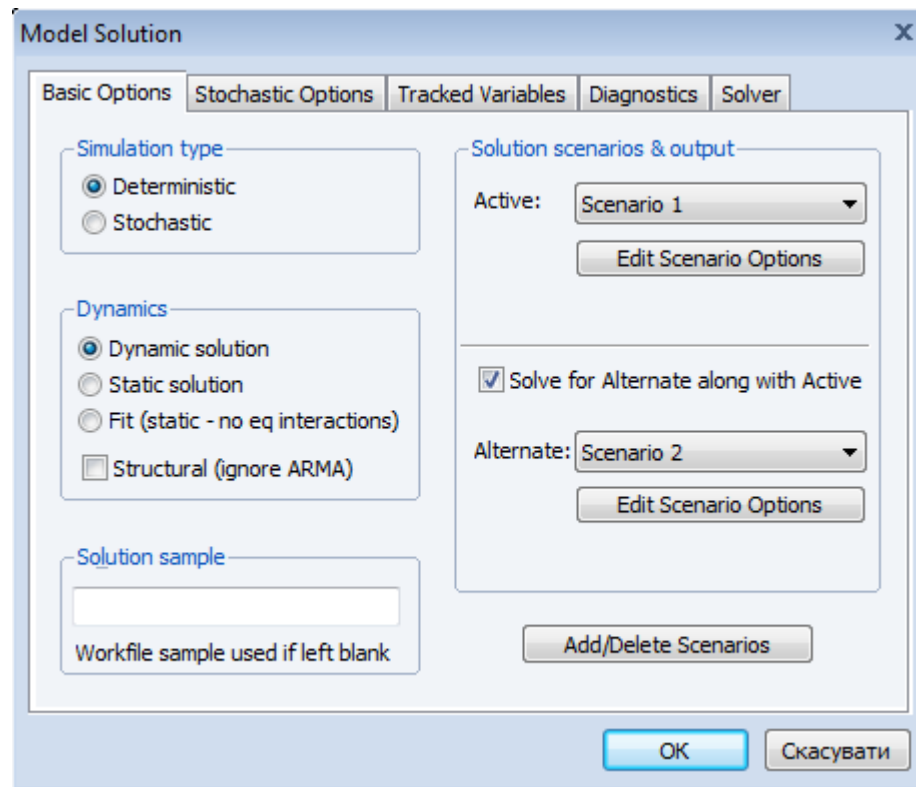 Model Solution
Basic Options
Stochastic Options
Tracked Variables
Diagnostics
Solver
Simulation type
Deterministic
Stochastic
Dynamics
Dynamic solution
Static solution
Fit (static - no eq interactions)
Structural (ignore ARMA)
Solution sample
Workfile sample used if left blank
Solution scenarios & output
Active:
Scenario 1
Edit Scenario Options
Solve for Alternate along with Active
Alternate:
Scenario 2
Edit Scenario Options
Add/Delete Scenarios
OK
Скасувати